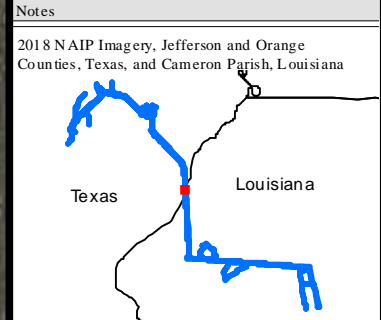 Notes
2018 NAIP Imagery, Jefferson and Orange
Counties, Texas, and Cameron Parish, Louisiana
Texas
Louisiana